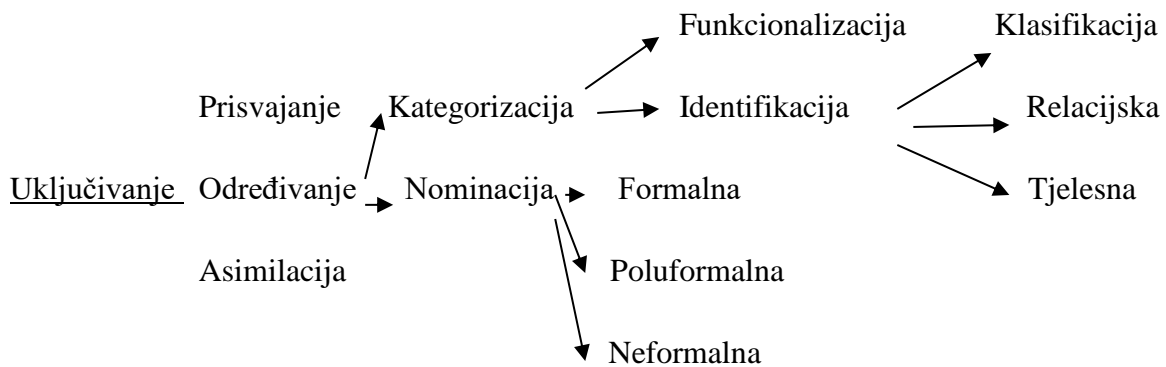 Funkcionalizacija Klasifikacija
Prisvajanje Kategorizacija Identifikacija Relacijska
Uključivanje Određivanje Nominacija Formalna Tjelesna
Asimilacija Poluformalna
Neformalna